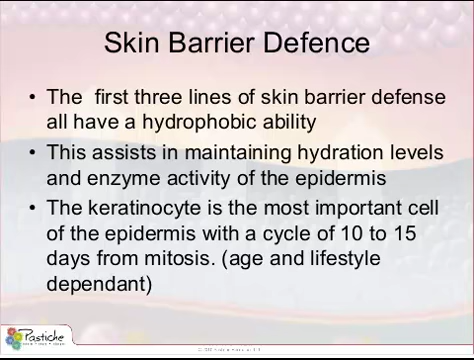 Skin Barrier Defence
• The first three lines of skin barrier defense
all have a hydrophobic ability
• This assists in maintaining hydration levels
and enzyme activity of the epidermis
• The keratinocyte is the most important cell
of the epidermis with a cycle of 10 to 15
days from mitosis. (age and lifestyle
dependant)
Pastiche